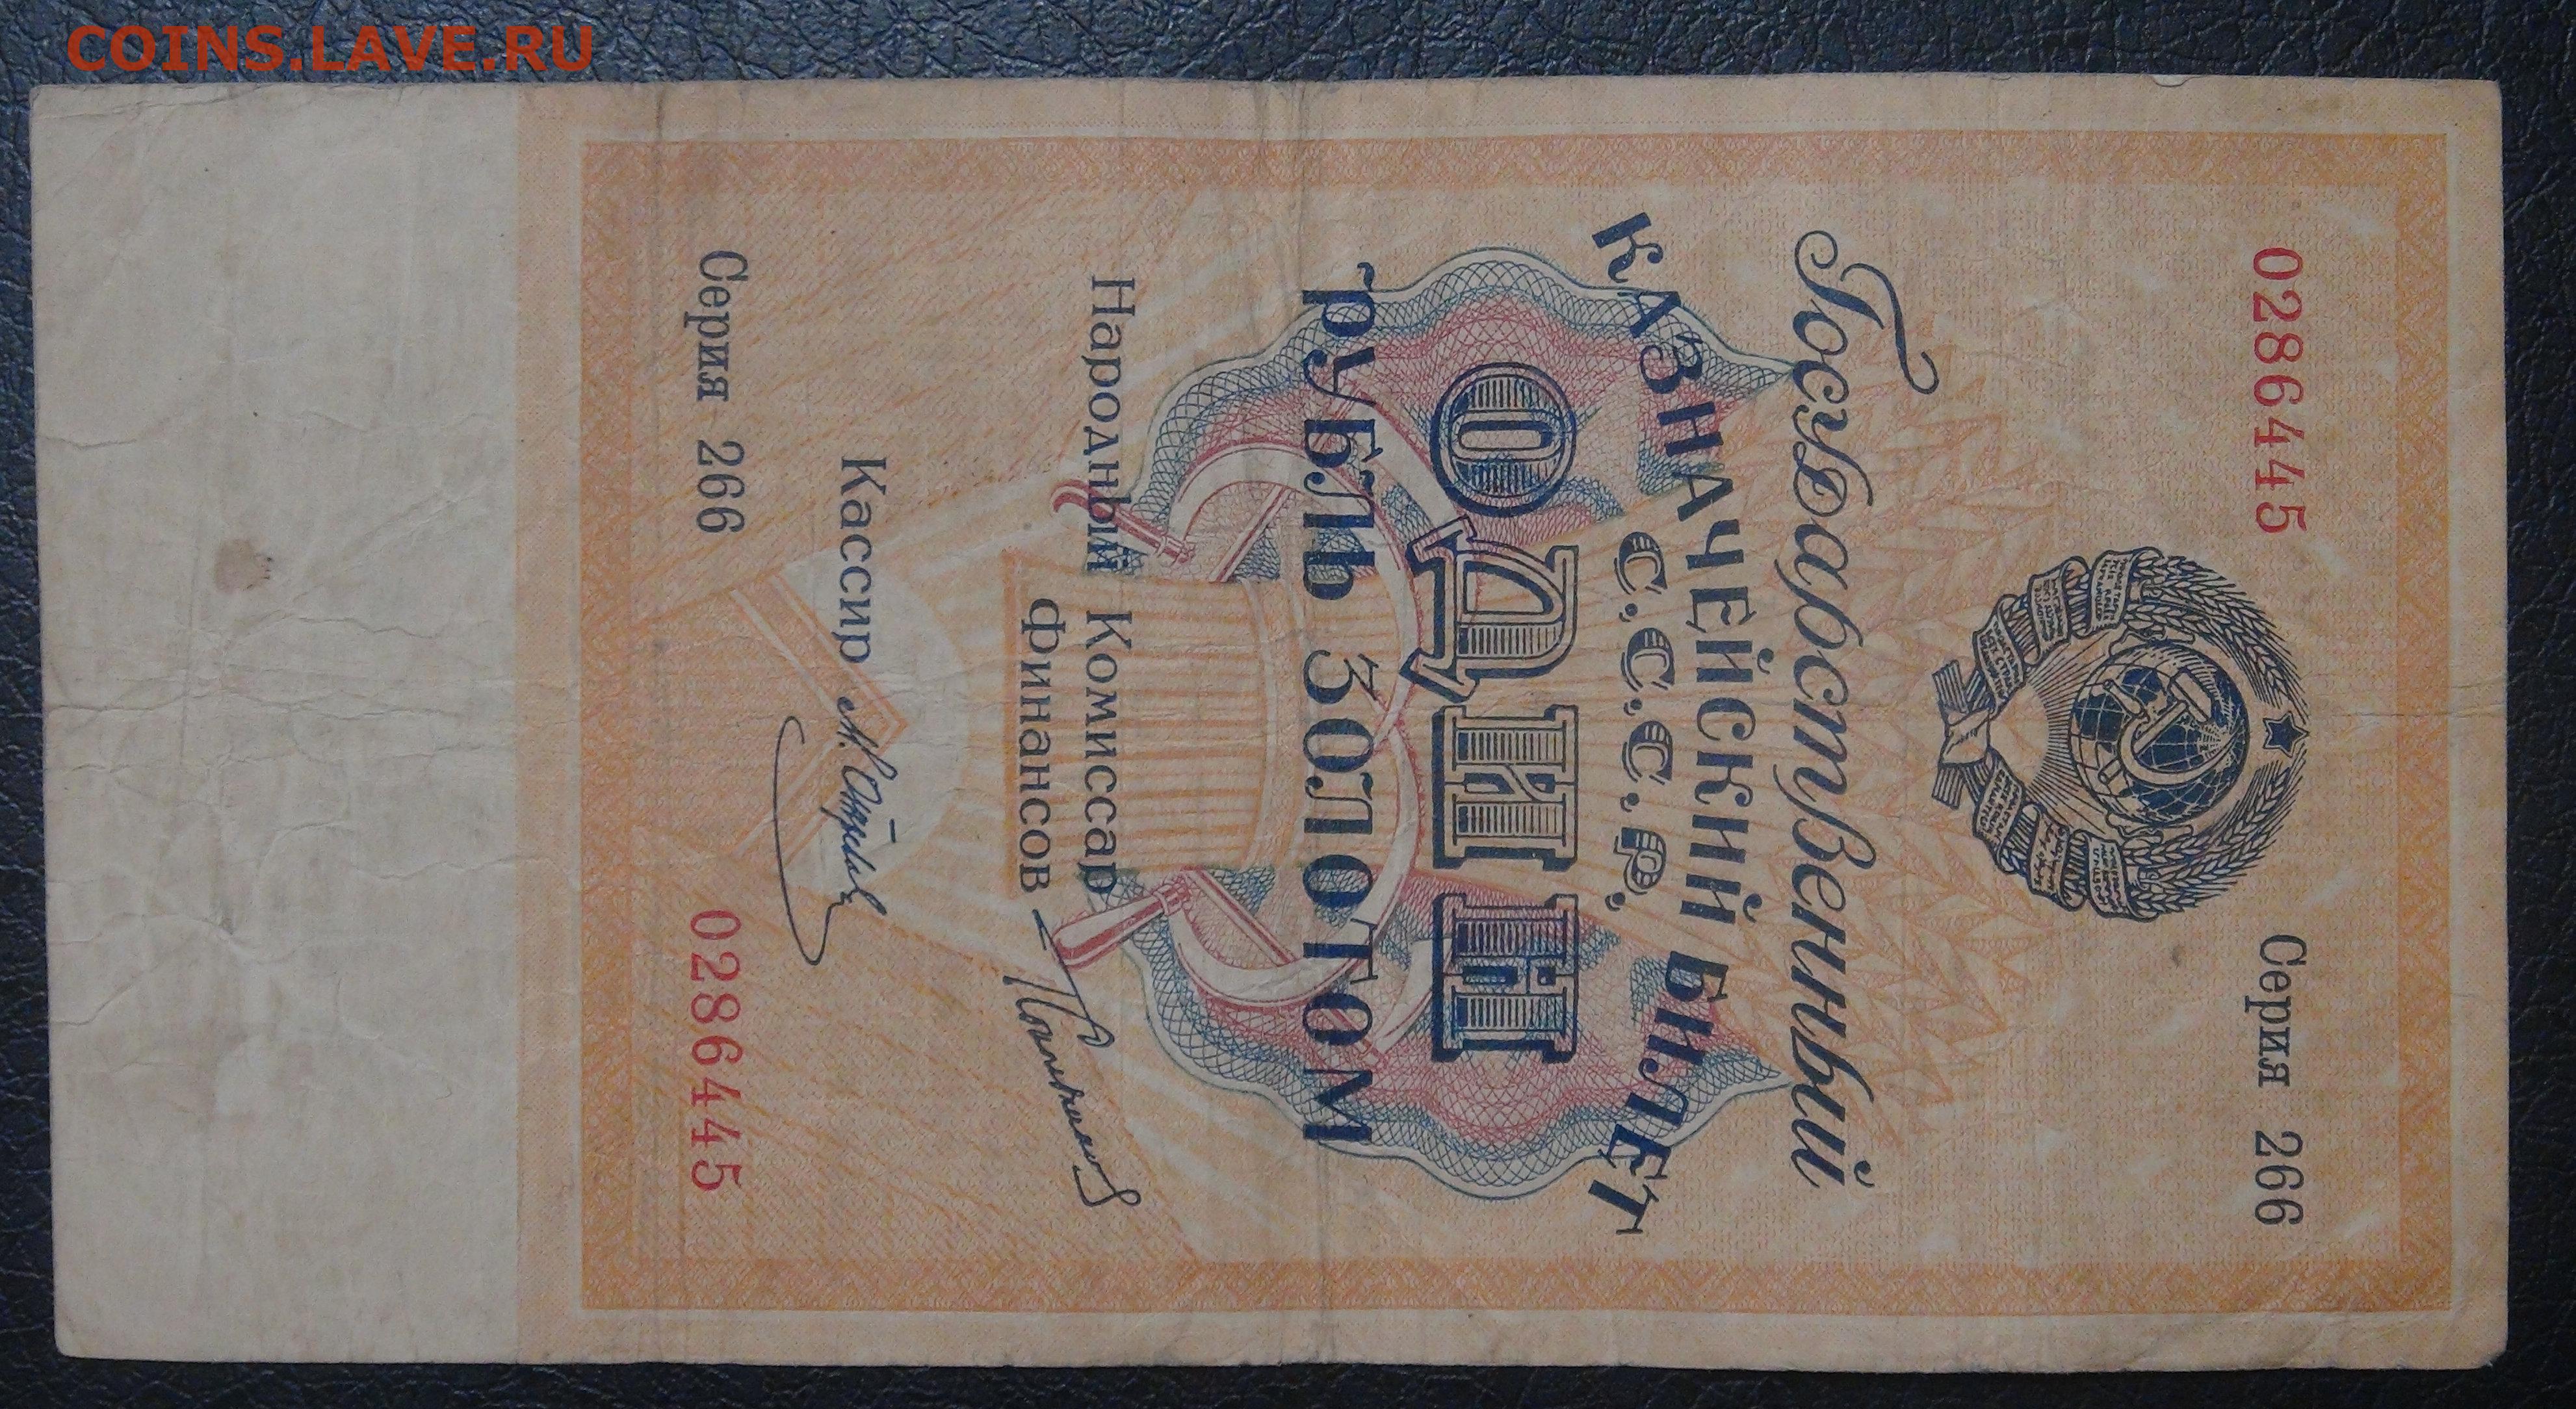 COINS.LAVE.RU
0286445 Серия 266
Государственный
КАЗНАЧЕЙСКИЙ БИЛЕТ
С.С.С.Р.
ОДИН
РУБЛЬ ЗОЛОТОМ
Народный Комиссар
Финансов
Кассир
Серия 266 0286445